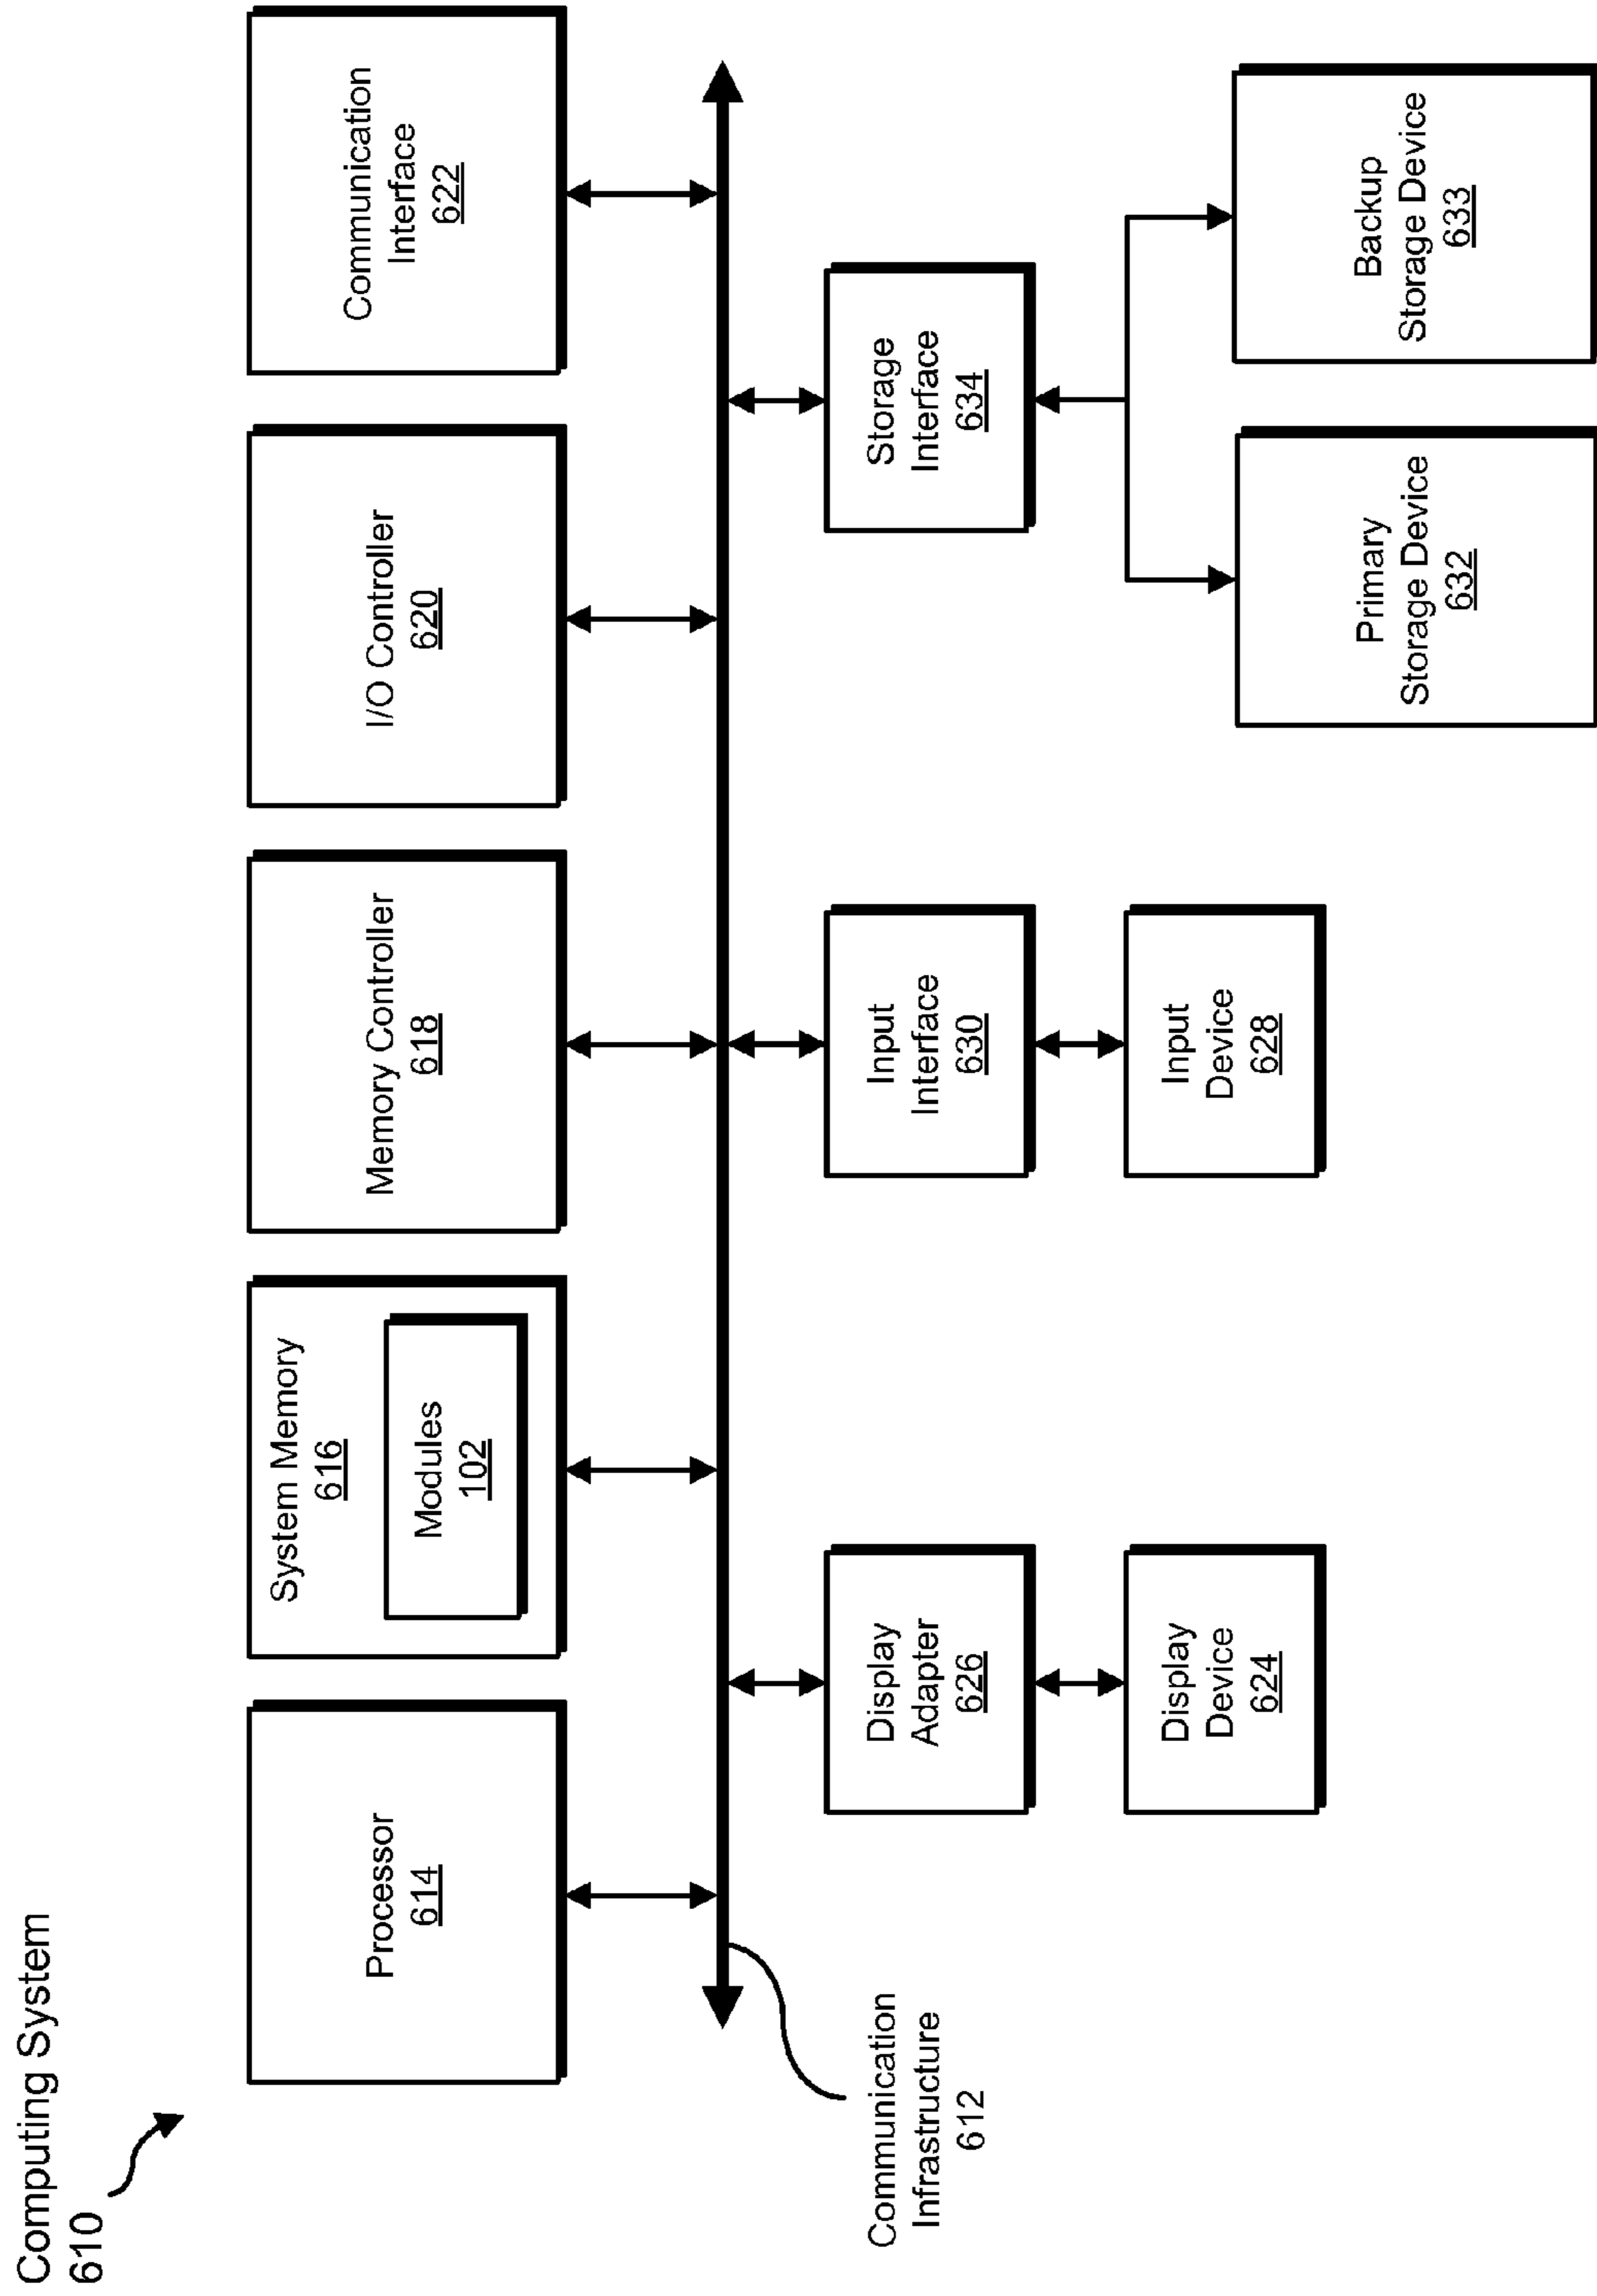 Computing System
610
Processor
614
System Memory
616
Modules
102
Memory Controller
618
I/O Controller
620
Communication
Interface
622
Communication
Infrastructure
612
Display
Adapter
626
Input
Interface
630
Storage
Interface
634
Display
Device
624
Input
Device
628
Primary
Storage Device
632
Backup
Storage Device
633